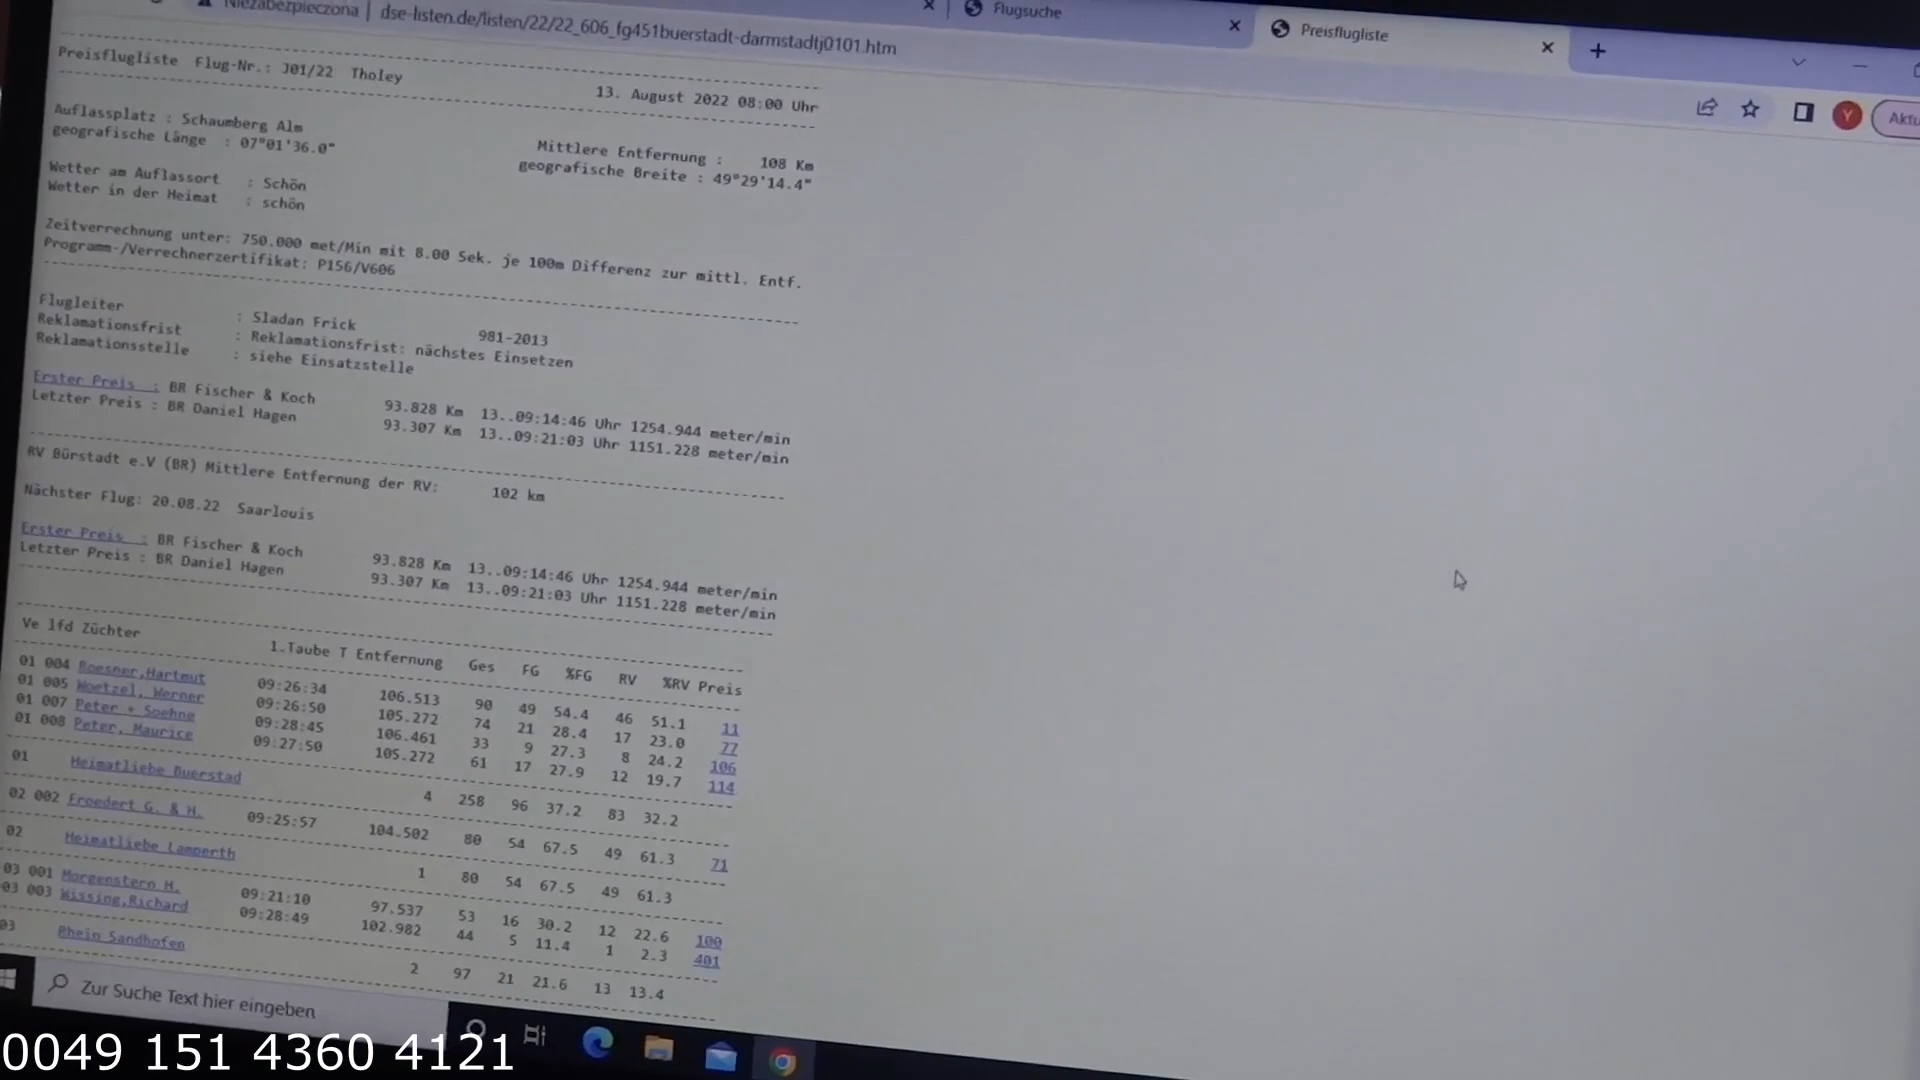 Niezabezpieczona | dse-listen.de/listen/22/22_606_fg451buerstadt-darmstadtj0101.htm
Flugsuche
Preisflugliste
Aktu
Preisflugliste Flug-Nr.: J01/22 Tholey 13. August 2022 08:00 Uhr
Auflassplatz : Schaumberg Alm Mittlere Entfernung : 108 Km
geografische Länge : 07°01'36.0" geografische Breite : 49°29'14.4"
Wetter am Auflassort : Schön
Wetter in der Heimat : schön
Zeitverrechnung unter: 750.000 met/Min mit 8.00 Sek. je 100m Differenz zur mittl. Entf.
Programm-/Verrechnerzertifikat: P156/V606
Flugleiter : Sladan Frick 981-2013
Reklamationsfrist : Reklamationsfrist: nächstes Einsetzen
Reklamationsstelle : siehe Einsatzstelle
Erster Preis : BR Fischer & Koch 93.828 Km 13..09:14:46 Uhr 1254.944 meter/min
Letzter Preis : BR Daniel Hagen 93.307 Km 13..09:21:03 Uhr 1151.228 meter/min
RV Bürstadt e.V (BR) Mittlere Entfernung der RV: 102 km
Nächster Flug: 20.08.22 Saarlouis
Erster Preis : BR Fischer & Koch 93.828 Km 13..09:14:46 Uhr 1254.944 meter/min
Letzter Preis : BR Daniel Hagen 93.307 Km 13..09:21:03 Uhr 1151.228 meter/min
Ve lfd Züchter 1.Taube T Entfernung Ges FG %FG RV %RV Preis
01 004 Roesner,Hartmut 09:26:34 106.513 90 49 54.4 46 51.1 11
01 005 Woetzel, Werner 09:26:50 105.272 74 21 28.4 17 23.0 77
01 007 Peter + Soehne 09:28:45 106.461 33 9 27.3 8 24.2 106
01 008 Peter, Maurice 09:27:50 105.272 61 17 27.9 12 19.7 114
01 Heimatliebe Buerstad 4 258 96 37.2 83 32.2
02 002 Froedert G. & H. 09:25:57 104.502 80 54 67.5 49 61.3 71
02 Heimatliebe Lamperth 1 80 54 67.5 49 61.3
03 001 Morgenstern H. 09:21:10 97.537 53 16 30.2 12 22.6 100
03 003 Wissing,Richard 09:28:49 102.982 44 5 11.4 1 2.3 401
03 Rhein Sandhofen 2 97 21 21.6 13 13.4
Zur Suche Text hier eingeben
0049 151 4360 4121